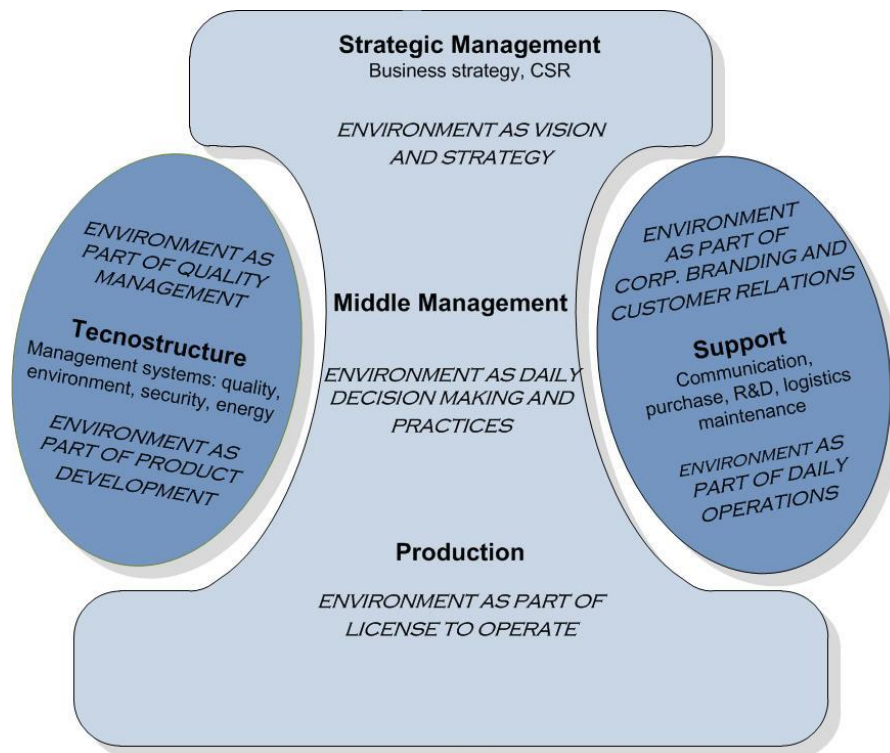 Strategic Management
Business strategy, CSR
ENVIRONMENT AS VISION
AND STRATEGY
ENVIRONMENT AS
PART OF QUALITY
MANAGEMENT
Tecnostructure
Management systems: quality,
environment, security, energy
ENVIRONMENT AS
PART OF PRODUCT
DEVELOPMENT
Middle Management
ENVIRONMENT AS DAILY
DECISION MAKING AND
PRACTICES
ENVIRONMENT
AS PART OF
CORP. BRANDING AND
CUSTOMER RELATIONS
Support
Communication,
purchase, R&D, logistics
maintenance
ENVIRONMENT AS
PART OF DAILY
OPERATIONS
Production
ENVIRONMENT AS PART OF
LICENSE TO OPERATE